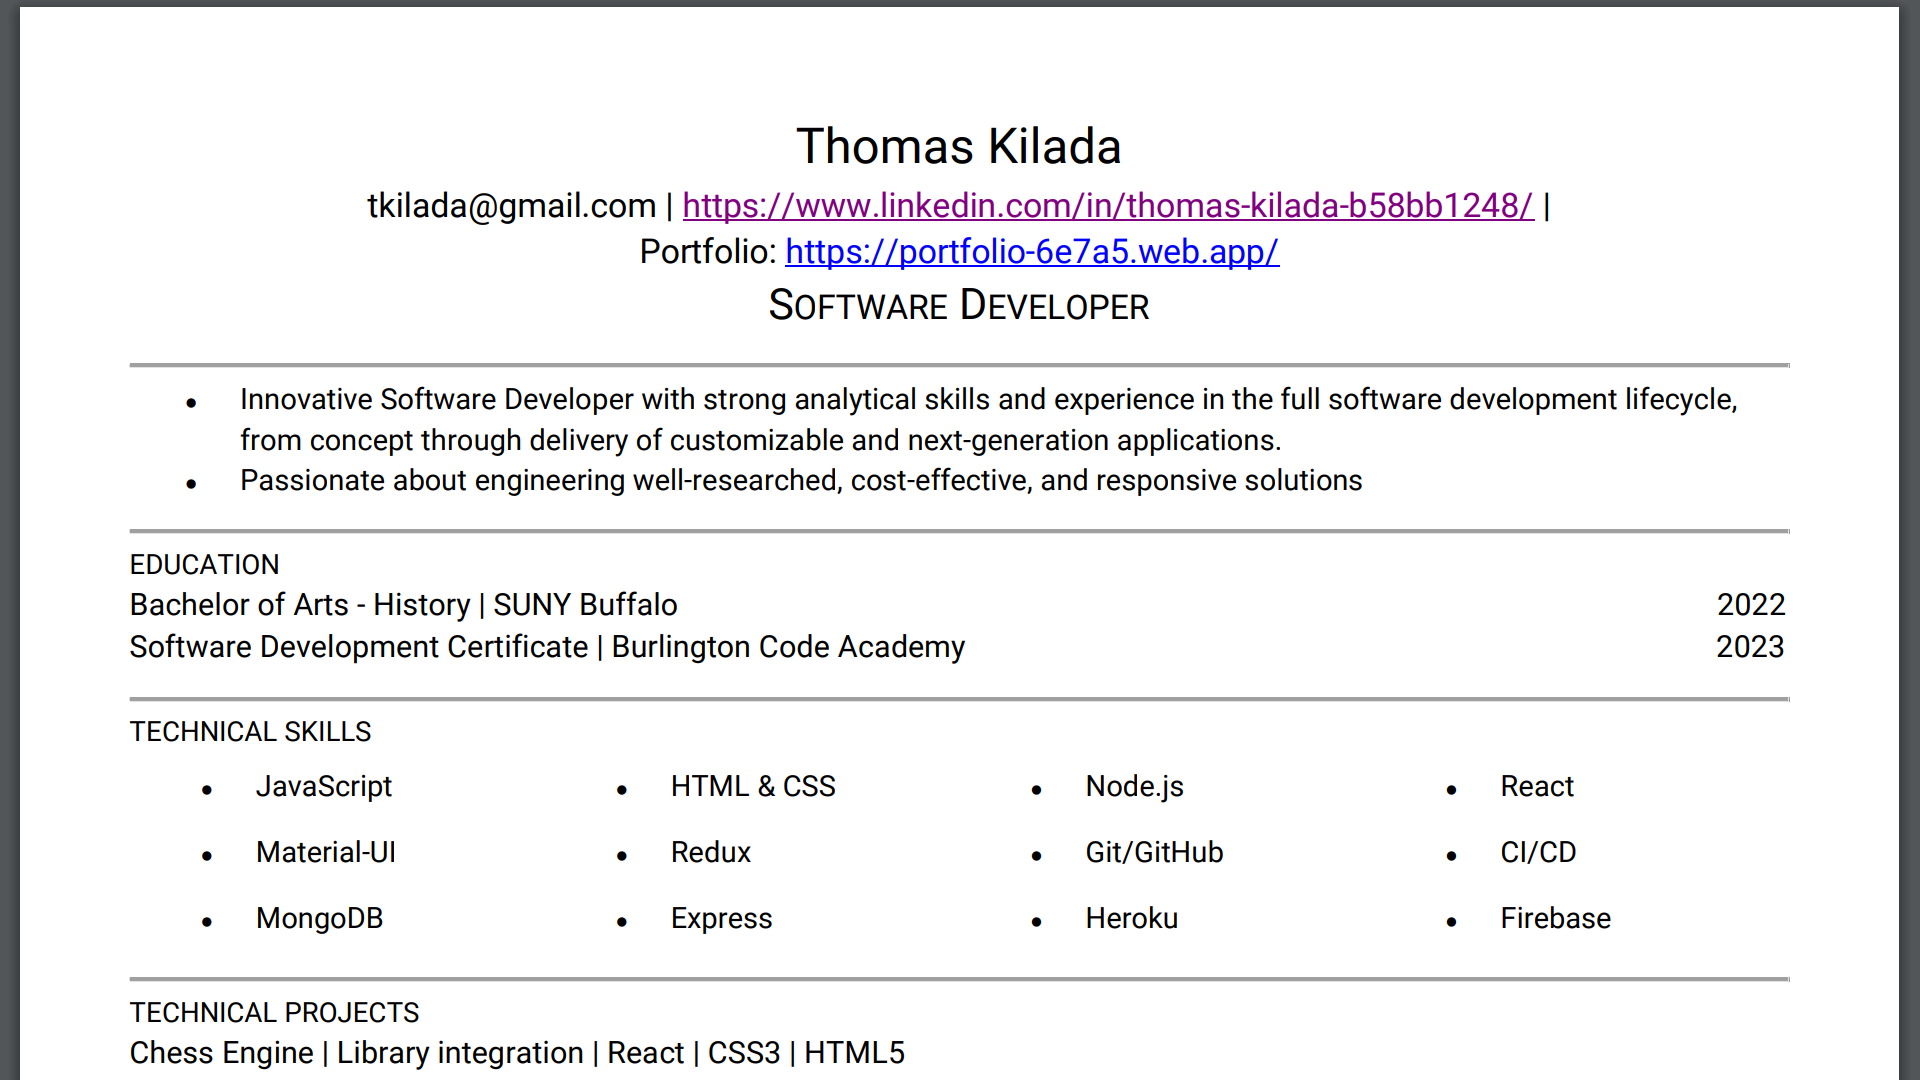 Thomas Kilada
tkilada@gmail.com | https://www.linkedin.com/in/thomas-kilada-b58bb1248/ |
Portfolio: https://portfolio-6e7a5.web.app/
SOFTWARE DEVELOPER
• Innovative Software Developer with strong analytical skills and experience in the full software development lifecycle,
from concept through delivery of customizable and next-generation applications.
• Passionate about engineering well-researched, cost-effective, and responsive solutions
EDUCATION
Bachelor of Arts - History | SUNY Buffalo 2022
Software Development Certificate | Burlington Code Academy 2023
TECHNICAL SKILLS
• JavaScript • HTML & CSS • Node.js • React
• Material-UI • Redux • Git/GitHub • CI/CD
• MongoDB • Express • Heroku • Firebase
TECHNICAL PROJECTS
Chess Engine | Library integration | React | CSS3 | HTML5